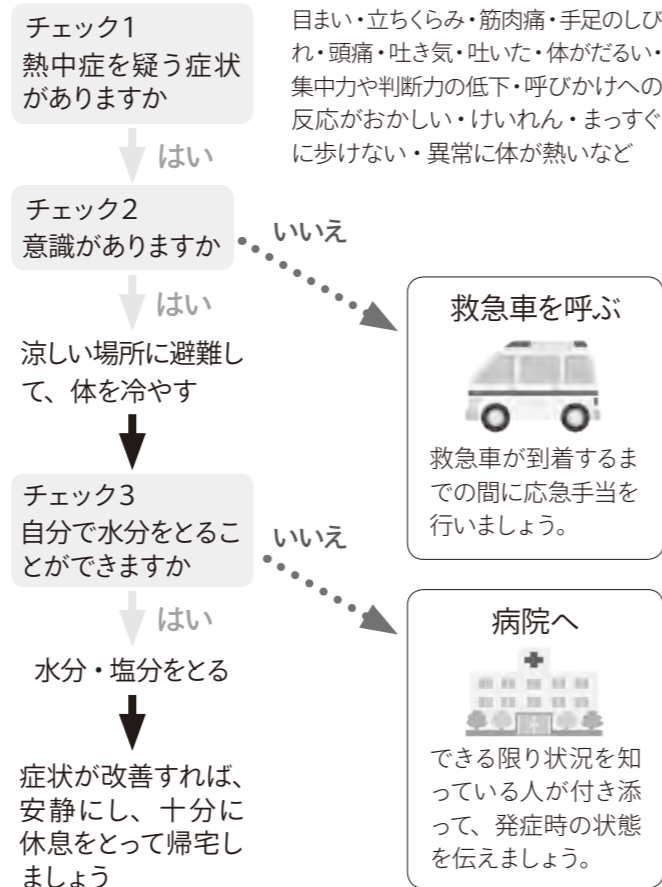 チェック1
熱中症を疑う症状
がありますか
目まい・立ちくらみ・筋肉痛・手足のしび
れ・頭痛・吐き気・吐いた・体がだるい・
集中力や判断力の低下・呼びかけへの
反応がおかしい・けいれん・まっすぐ
に歩けない・異常に体が熱いなど
はい
チェック2
意識がありますか
いいえ
はい
救急車を呼ぶ
救急車が到着するま
での間に応急手当を
行いましょう。
涼しい場所に避難し
て、体を冷やす
チェック3
自分で水分をとるこ
とができますか
いいえ
はい
病院へ
できる限り状況を知
っている人が付き添
って、発症時の状態
を伝えましょう。
水分・塩分をとる
症状が改善すれば、
安静にし、十分に
休息をとって帰宅し
ましょう